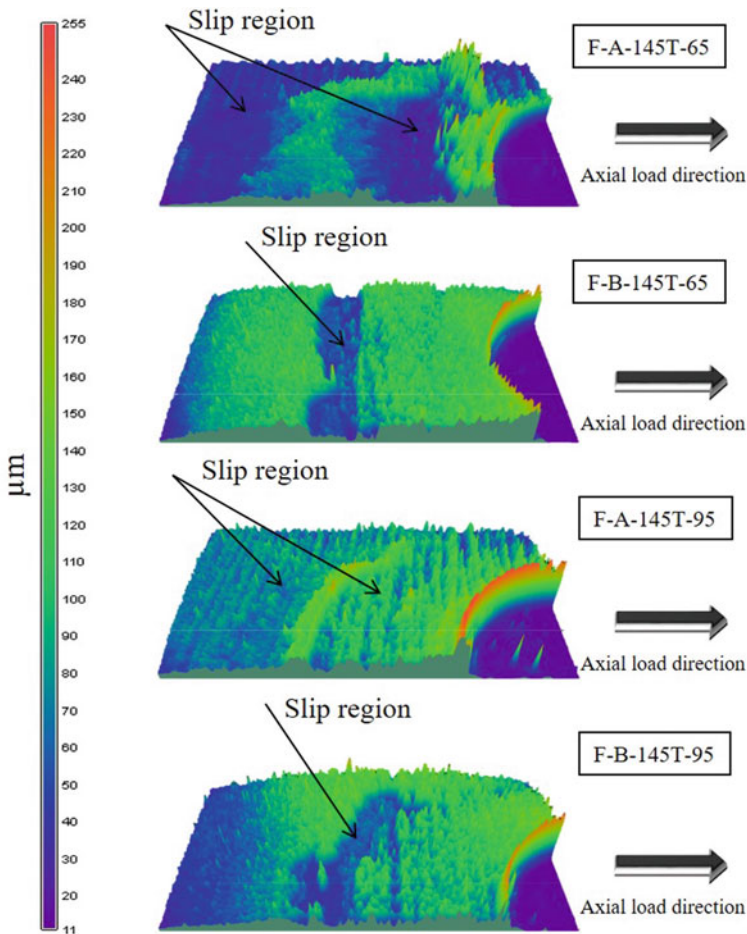 255
240
230
220
210
200
190
180
170
160
150
140
130
120
110
100
90
80
70
60
50
40
30
20
11
μm
Slip region
F-A-145T-65
Axial load direction
Slip region
F-B-145T-65
Axial load direction
Slip region
F-A-145T-95
Axial load direction
Slip region
F-B-145T-95
Axial load direction